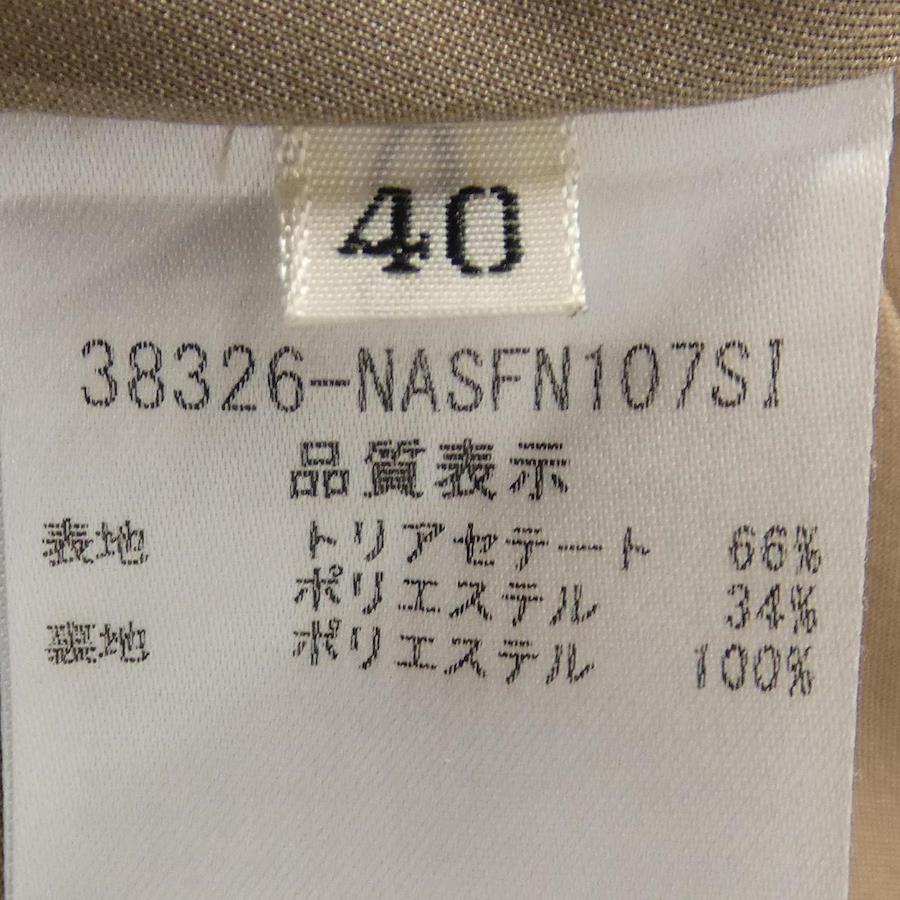 40
38326-NASFN107SI
品質表示
表地 トリアセテート 66%
ポリエステル 34%
裏地 ポリエステル 100%